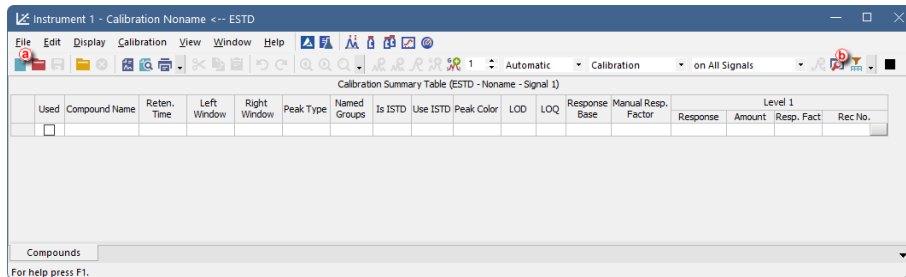 Instrument 1 - Calibration Noname <-- ESTD
File Edit Display Calibration View Window Help
a 1 Automatic Calibration on All Signals b
Calibration Summary Table (ESTD - Noname - Signal 1)
Used Compound Name Reten. Time Left Window Right Window Peak Type Named Groups Is ISTD Use ISTD Peak Color LOD LOQ Response Base Manual Resp. Factor Level 1
Response Amount Resp. Fact Rec No.
Compounds
For help press F1.